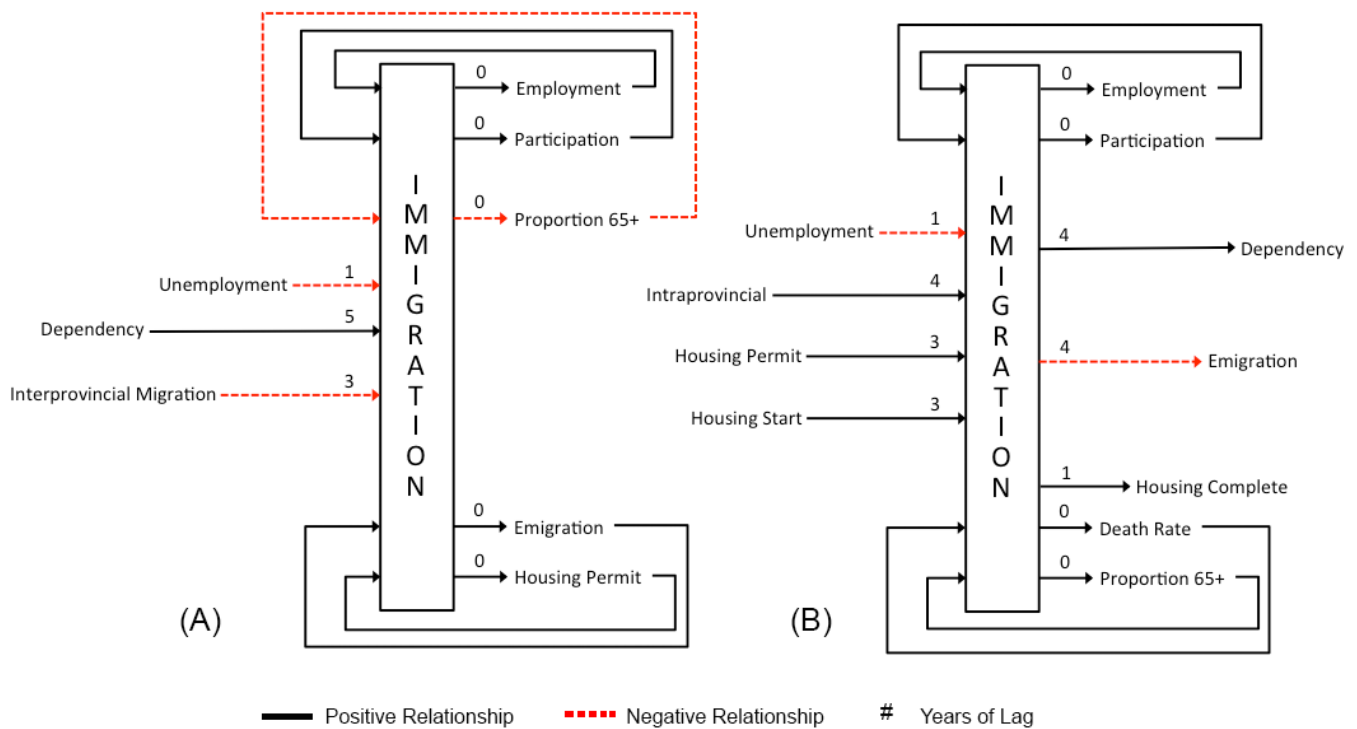 0
Employment
0
Participation
I
M
M
I
G
R
A
T
I
O
N
0
Proportion 65+
Unemployment
1
Dependency
5
Interprovincial Migration
3
0
Emigration
0
Housing Permit
(A)
0
Employment
0
Participation
I
M
M
I
G
R
A
T
I
O
N
Unemployment
1
4
Dependency
Intraprovincial
4
Housing Permit
3
4
Emigration
Housing Start
3
1
Housing Complete
0
Death Rate
0
Proportion 65+
(B)
Positive Relationship
Negative Relationship
# Years of Lag